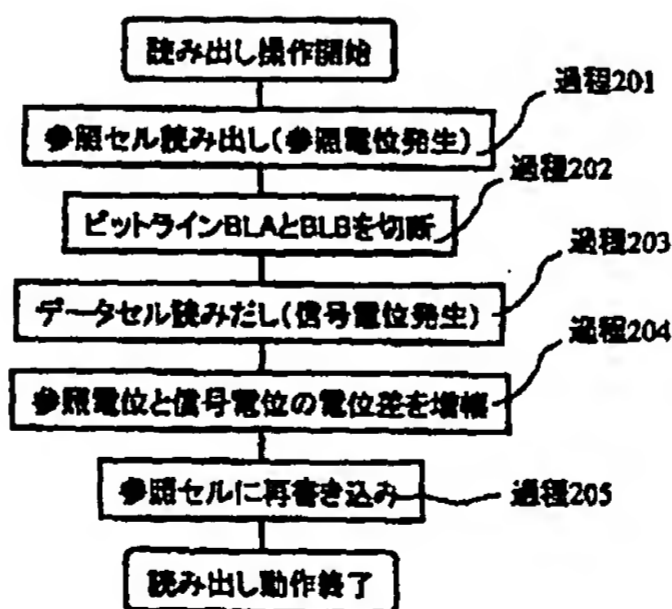 読み出し操作開始
過程201
参照セル読み出し(参照電位発生)
過程202
ビットラインBLAとBLBを切断
過程203
データセル読みだし(信号電位発生)
過程204
参照電位と信号電位の電位差を増幅
参照セルに再書き込み
過程205
読み出し動作終了